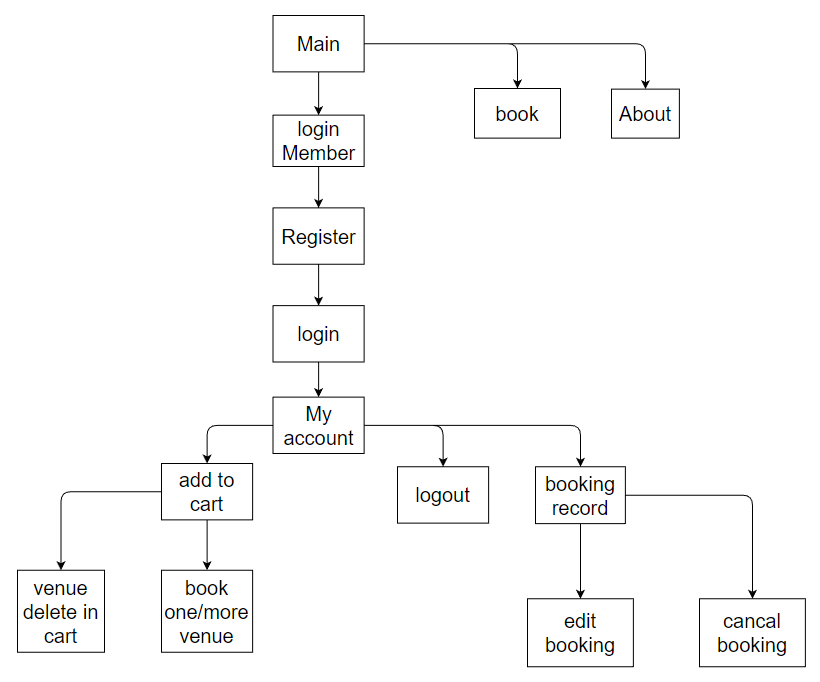 Main
book
About
login
Member
Register
login
My
account
add to
cart
logout
booking
record
venue
delete in
cart
book
one/more
venue
edit
booking
cancal
booking